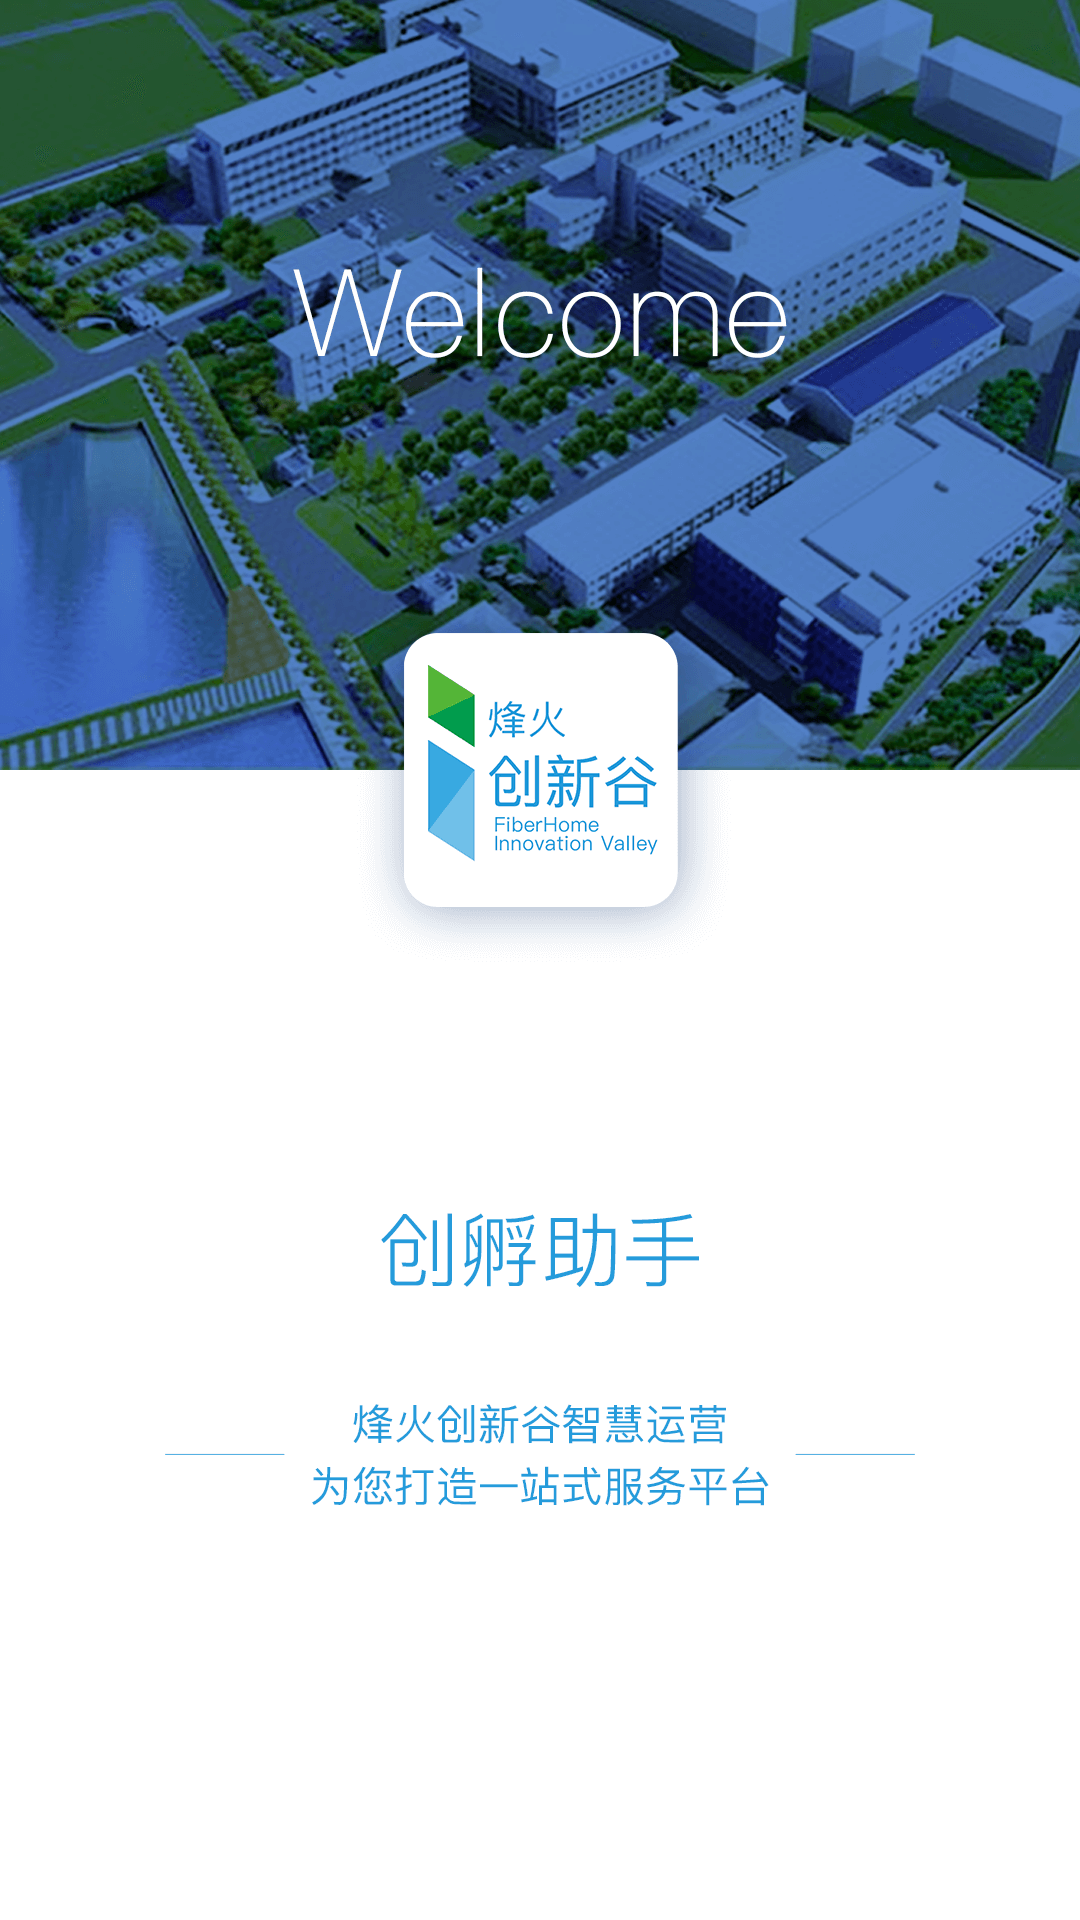 Welcome
烽火
创新谷
FiberHome
Innovation Valley
创孵助手
烽火创新谷智慧运营
为您打造一站式服务平台